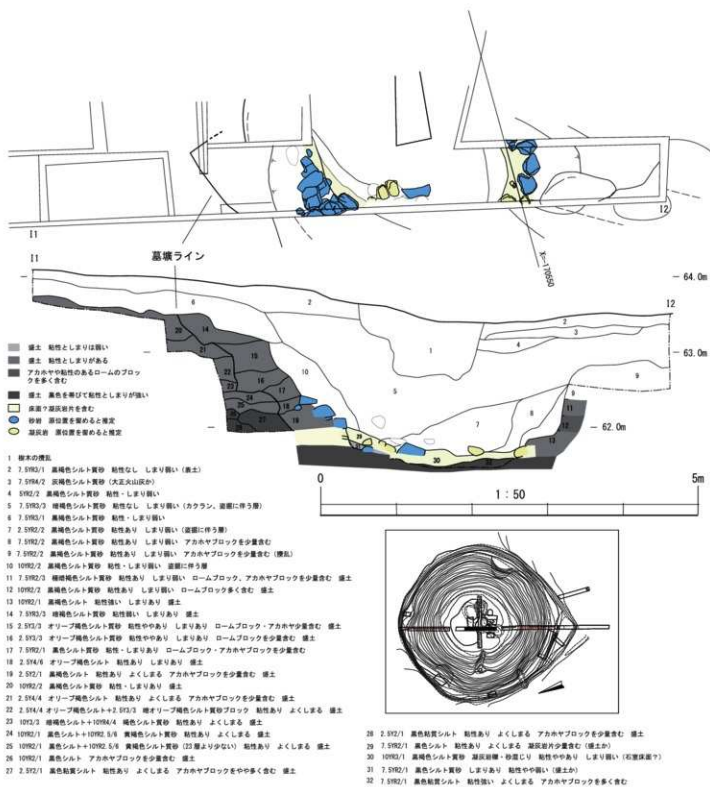 I1
I2
墓壙ライン
X=-170550
I1
64.0m
I2
63.0m
62.0m
盛土 粘性としまりは弱い
盛土 粘性としまりがある
アカホヤや粘性のあるロームのブロッ
クを多く含む
盛土 黒色を帯びて粘性としまりが強い
床面?凝灰岩片を含む
砂岩 原位置を留めると推定
凝灰岩 原位置を留めると推定
0
5m
1:50
1 樹木の攪乱
2 7.5YR3/1 黒褐色シルト質砂 粘性なし しまり弱い(表土)
3 7.5YR4/2 灰褐色シルト質砂(大正火山灰か)
4 5YR2/2 黒褐色シルト質砂 粘性・しまり弱い
5 7.5YR3/3 暗褐色シルト質砂 粘性なし しまり弱い(カクラン、盗掘に伴う層)
6 7.5YR3/1 黒褐色シルト質砂 粘性・しまり弱い
7 2.5YR2/2 黒褐色シルト質砂 粘性あり しまり弱い(盗掘に伴う層)
8 7.5YR2/2 黒褐色シルト質砂 粘性あり しまり弱い アカホヤブロックを少量含む
9 7.5YR2/2 黒褐色シルト質砂 粘性あり しまり弱い アカホヤブロックを少量含む(攪乱)
10 10YR2/2 黒褐色シルト質砂 粘性・しまり弱い 盗掘に伴う層
11 7.5YR2/3 極暗褐色シルト質砂 粘性あり しまり弱い ロームブロック、アカホヤブロックを少量含む 盛土
12 10YR2/2 黒褐色シルト質砂 粘性あり しまり弱い ロームブロック多く含む 盛土
13 10YR2/1 黒褐色シルト 粘性強い しまりあり 盛土
14 7.5YR3/3 暗褐色シルト質砂 粘性弱い しまりあり 盛土
15 2.5Y3/3 オリーブ褐色シルト質砂 粘性ややあり しまりあり ロームブロック・アカホヤ少量含む 盛土
16 2.5Y3/3 オリーブ褐色シルト質砂 粘性ややあり しまりあり ロームブロックを少量含む 盛土
17 7.5YR2/1 黒色シルト質砂 粘性・しまりあり ロームブロック・アカホヤブロックを少量含む
18 2.5Y4/6 オリーブ褐色シルト 粘性あり しまりあり 盛土
19 2.5Y2/1 黒褐色シルト 粘性あり よくしまる アカホヤブロックを少量含む 盛土
20 10YR2/2 黒褐色シルト質砂 粘性・しまりあり 盛土
21 2.5Y4/4 オリーブ褐色シルト 粘性あり よくしまる アカホヤブロックを少量含む 盛土
22 2.5Y4/4 オリーブ褐色シルト+2.5Y3/3 暗オリーブ褐色シルト質砂ブロック 粘性あり よくしまる 盛土
23 10Y3/3 暗褐色シルト+10YR4/4 褐色シルト質砂 粘性あり よくしまる 盛土
24 10YR2/1 黒色シルト+10YR2.5/6 黄褐色シルト質砂 粘性あり よくしまる 盛土
25 10YR2/1 黒色シルト+10YR2.5/6 黄褐色シルト質砂(23層より少ない) 粘性あり よくしまる 盛土
26 10YR2/1 黒色シルト アカホヤブロックを少量含む 盛土
27 2.5Y2/1 黒色粘質シルト 粘性あり よくしまる アカホヤブロックをやや多く含む 盛土
28 2.5Y2/1 黒色粘質シルト 粘性あり よくしまる アカホヤブロックを少量含む 盛土
29 7.5YR2/1 黒色シルト 粘性あり よくしまる 凝灰岩片少量含む(盛土か)
30 10YR3/1 黒褐色シルト質砂 凝灰岩礫・砂混じり 粘性ややあり しまり弱い(石室床面?)
31 7.5YR2/1 黒色シルト質砂 しまりあり 粘性やや弱い(盛土か)
32 7.5YR2/1 黒色粘質シルト 粘性強い よくしまる アカホヤブロックを多く含む